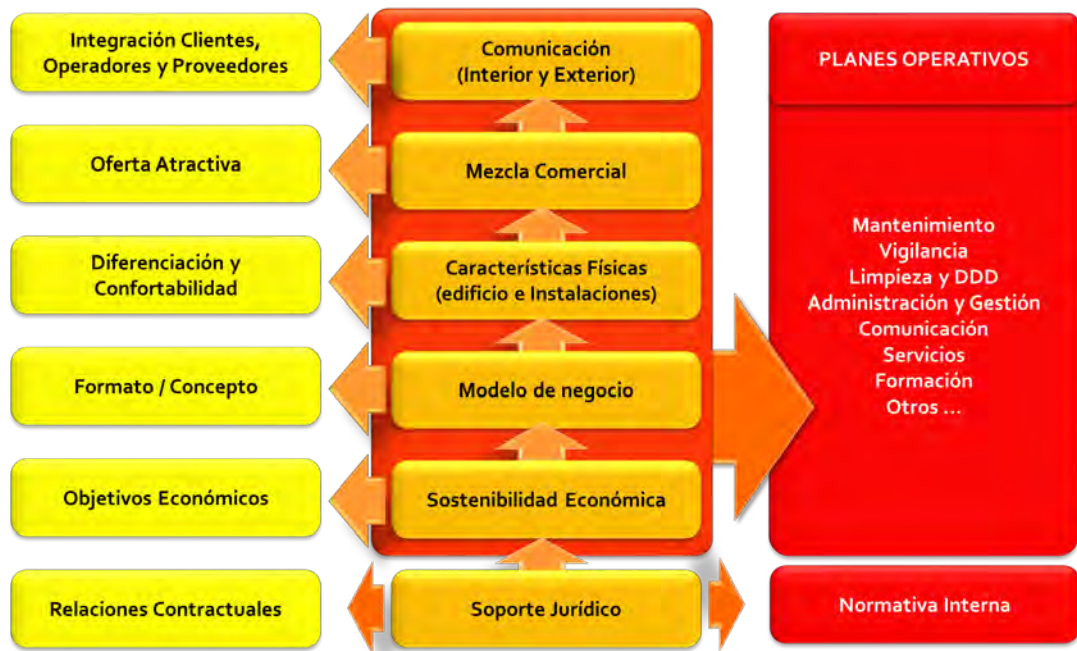 Integración Clientes,
Operadores y Proveedores
Comunicación
(Interior y Exterior)
PLANES OPERATIVOS
Oferta Atractiva
Mezcla Comercial
Diferenciación y
Confortabilidad
Características Físicas
(edificio e Instalaciones)
Mantenimiento
Vigilancia
Limpieza y DDD
Administración y Gestión
Comunicación
Servicios
Formación
Otros ...
Formato / Concepto
Modelo de negocio
Objetivos Económicos
Sostenibilidad Económica
Relaciones Contractuales
Soporte Jurídico
Normativa Interna